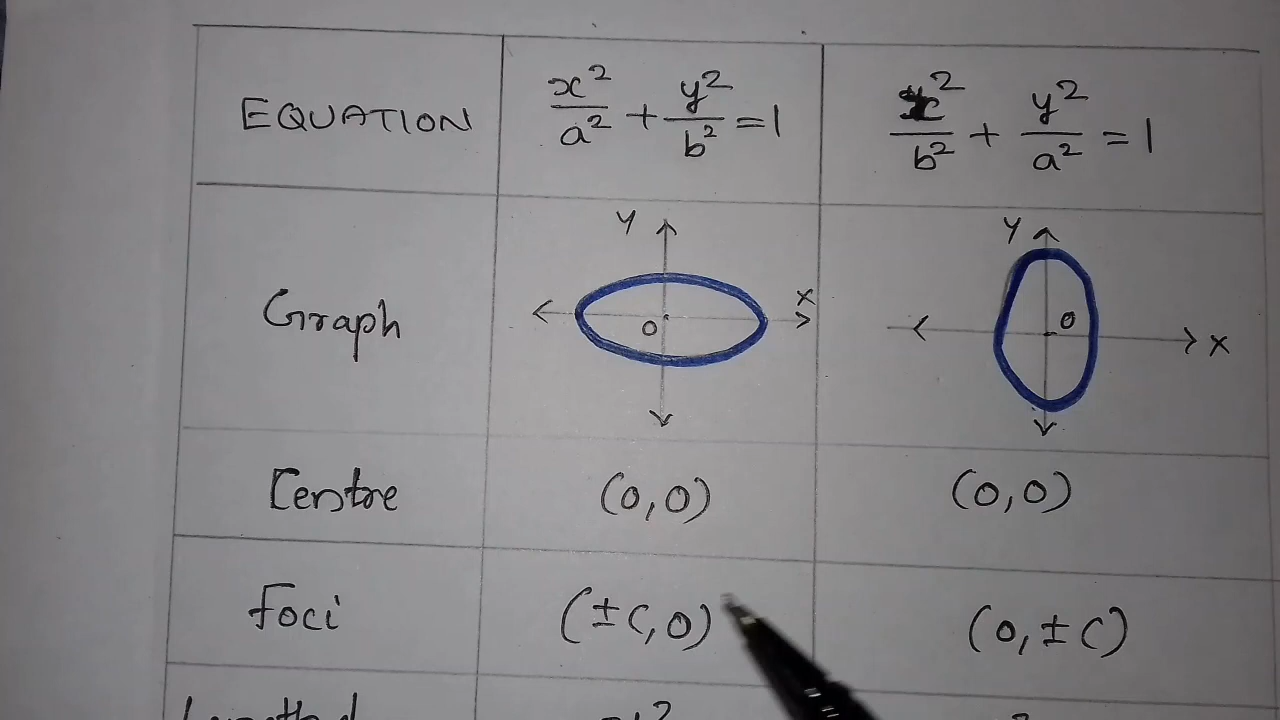 EQUATION x²/a² + y²/b² = 1 x²/b² + y²/a² = 1
Graph
Y X O
Y X O
Centre (0,0) (0,0)
Foci (±c,0) (0,±c)